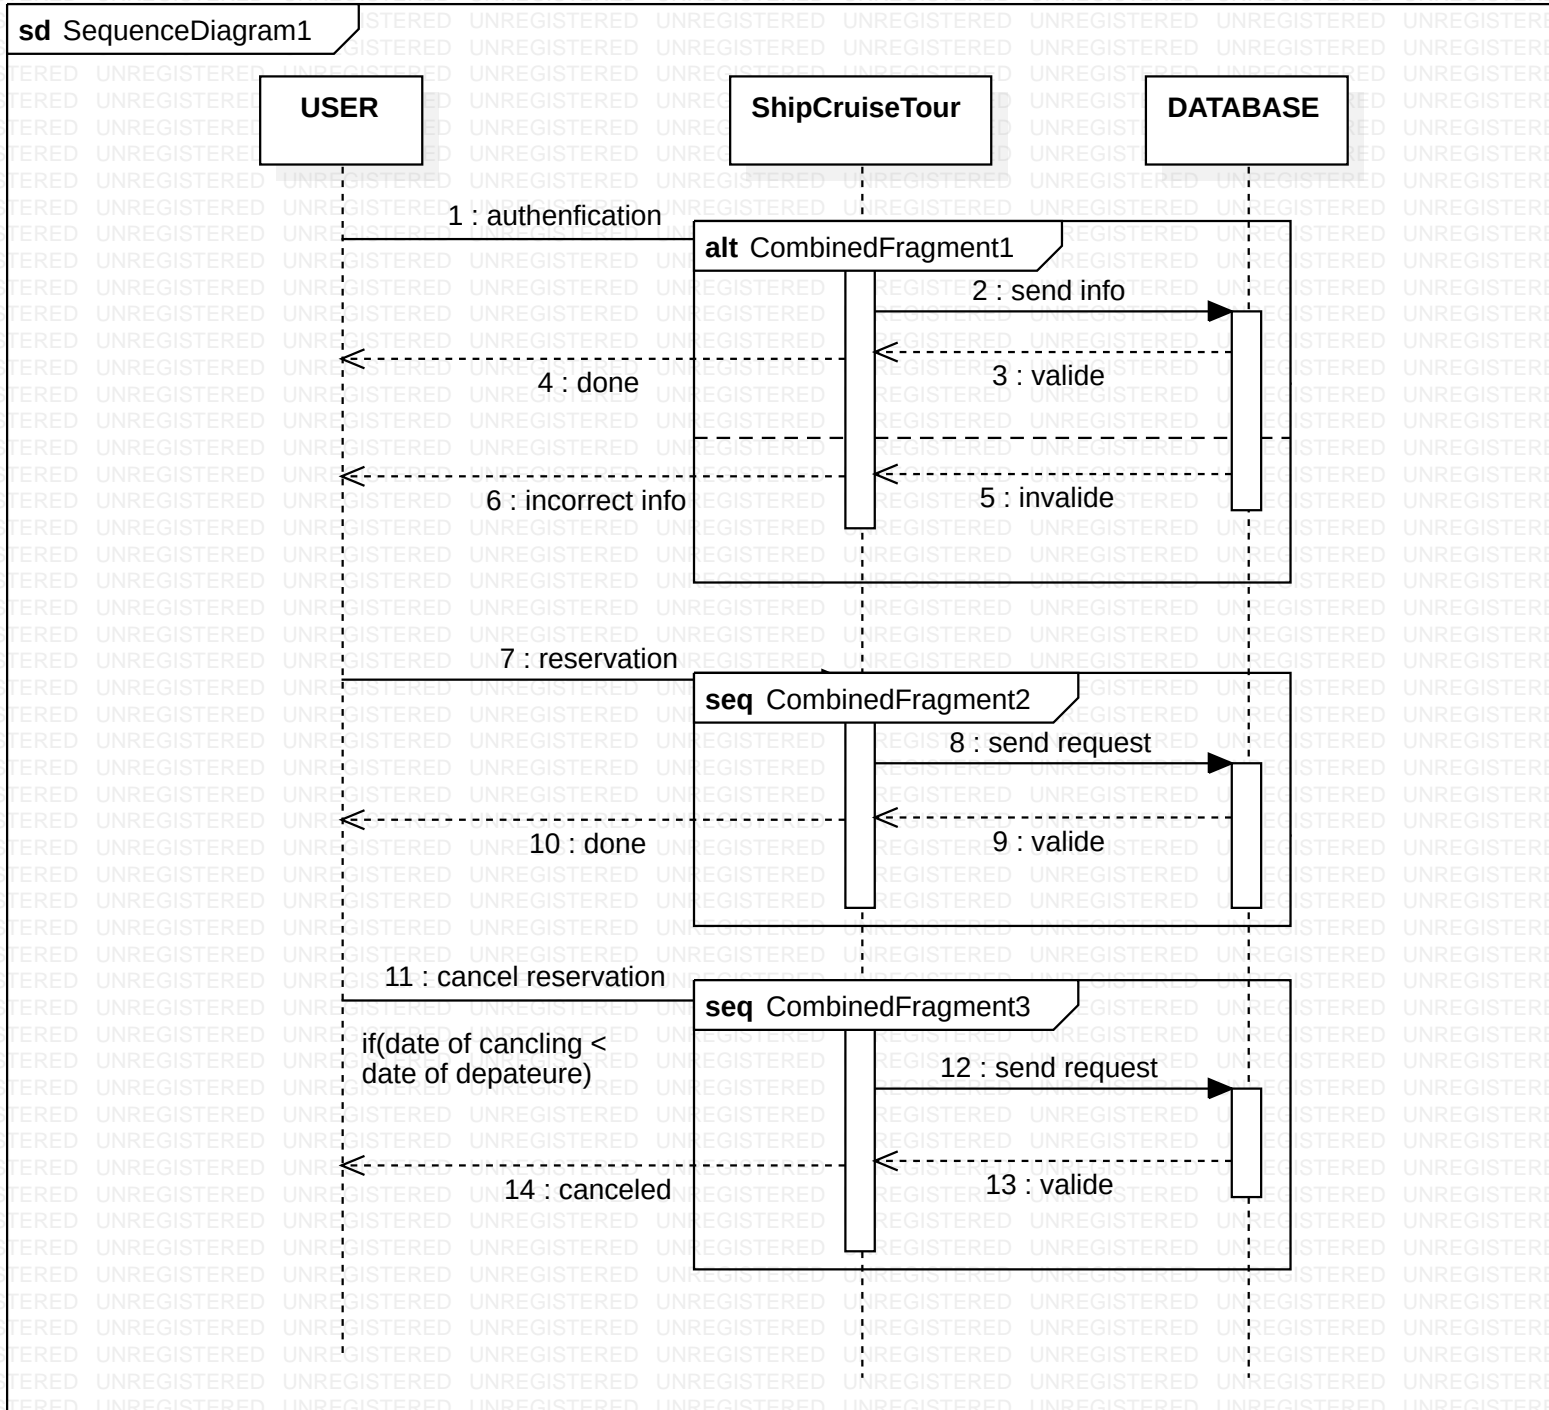 sd SequenceDiagram1
USER
ShipCruiseTour
DATABASE
1 : authenfication
alt CombinedFragment1
2 : send info
3 : valide
4 : done
5 : invalide
6 : incorrect info
7 : reservation
seq CombinedFragment2
8 : send request
9 : valide
10 : done
11 : cancel reservation
seq CombinedFragment3
if(date of cancling <
date of depateure)
12 : send request
13 : valide
14 : canceled
UNREGISTERED